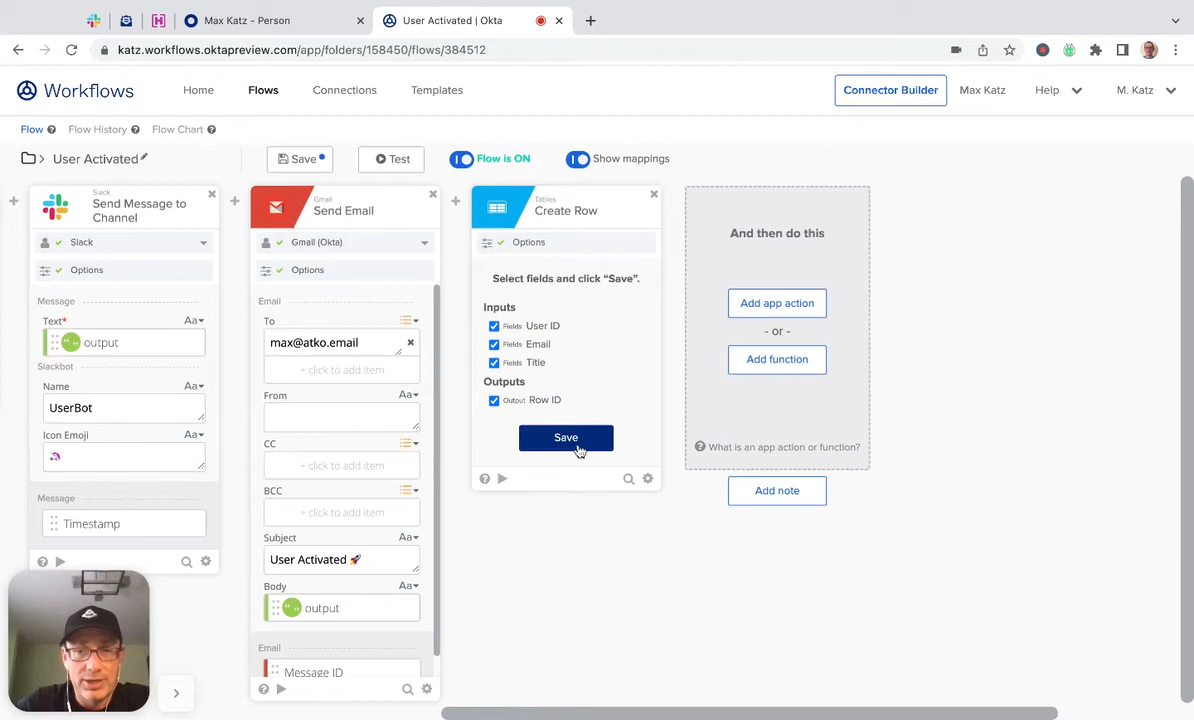 Max Katz - Person
User Activated | Okta
katz.workflows.oktapreview.com/app/folders/158450/flows/384512
Workflows
Home
Flows
Connections
Templates
Connector Builder
Max Katz
Help
M. Katz
Flow
Flow History
Flow Chart
User Activated
Save
Test
Flow is ON
Show mappings
Slack
Send Message to
Channel
Slack
Options
Message
Text*
Aa
output
Slackbot
Name
Aa
UserBot
Icon Emoji
Aa
Message
Timestamp
Gmail
Send Email
Gmail (Okta)
Options
Email
To
max@atko.email
+ click to add item
From
Aa
CC
+ click to add item
BCC
+ click to add item
Subject
Aa
User Activated 🚀
Body
Aa
output
Email
Message ID
Tables
Create Row
Options
Select fields and click “Save”.
Inputs
Fields User ID
Fields Email
Fields Title
Outputs
Output Row ID
Save
And then do this
Add app action
- or -
Add function
What is an app action or function?
Add note